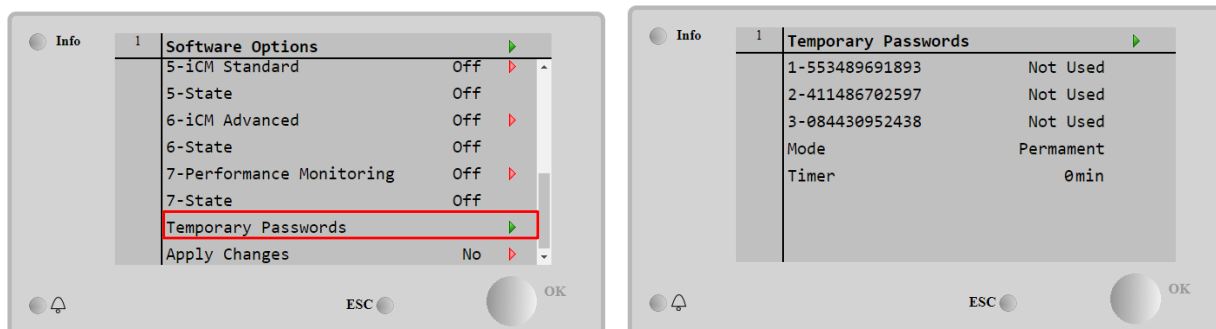 Info
1 Software Options
5-iCM Standard Off
5-State Off
6-iCM Advanced Off
6-State Off
7-Performance Monitoring Off
7-State Off
Temporary Passwords
Apply Changes No
ESC
OK
Info
1 Temporary Passwords
1-553489691893 Not Used
2-411486702597 Not Used
3-084430952438 Not Used
Mode Permament
Timer 0min
ESC
OK